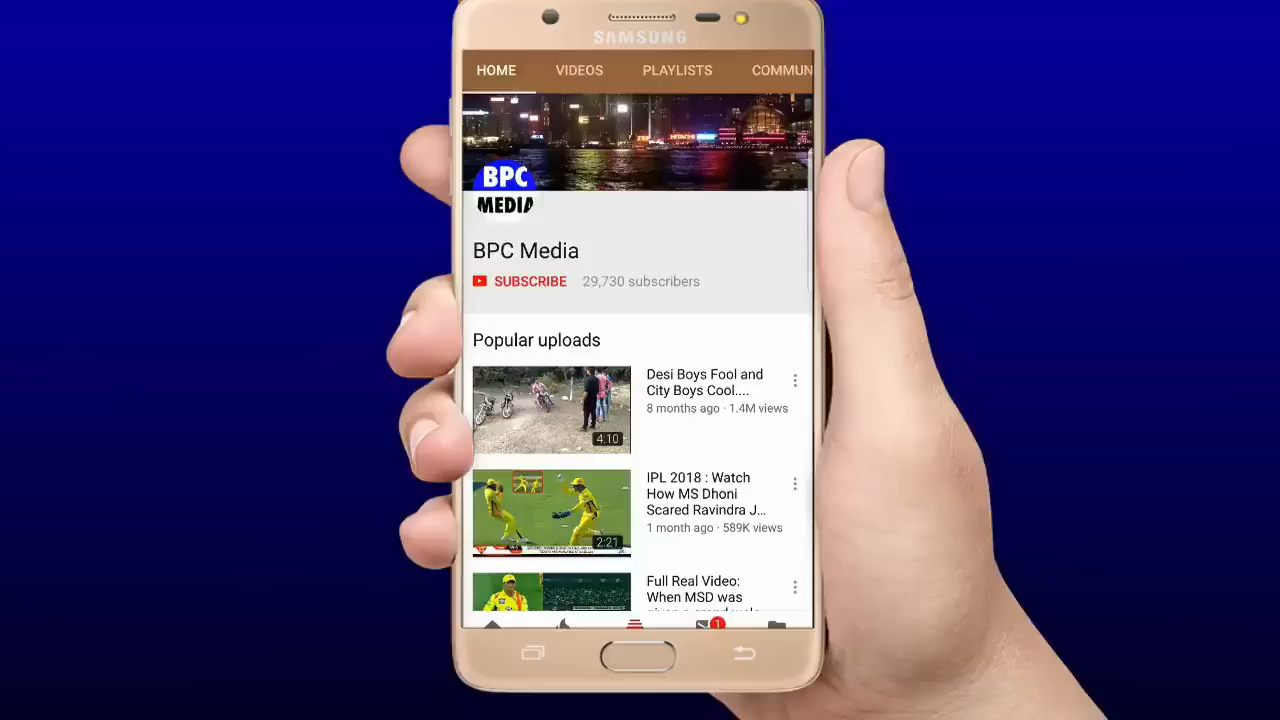 SAMSUNG
HOME VIDEOS PLAYLISTS COMMUN
HITACHI
BPC
MEDIA
BPC Media
SUBSCRIBE 29,730 subscribers
Popular uploads
Desi Boys Fool and
City Boys Cool....
8 months ago · 1.4M views
4:10
IPL 2018 : Watch
How MS Dhoni
Scared Ravindra J...
1 month ago · 589K views
2:21
Full Real Video:
When MSD was
1